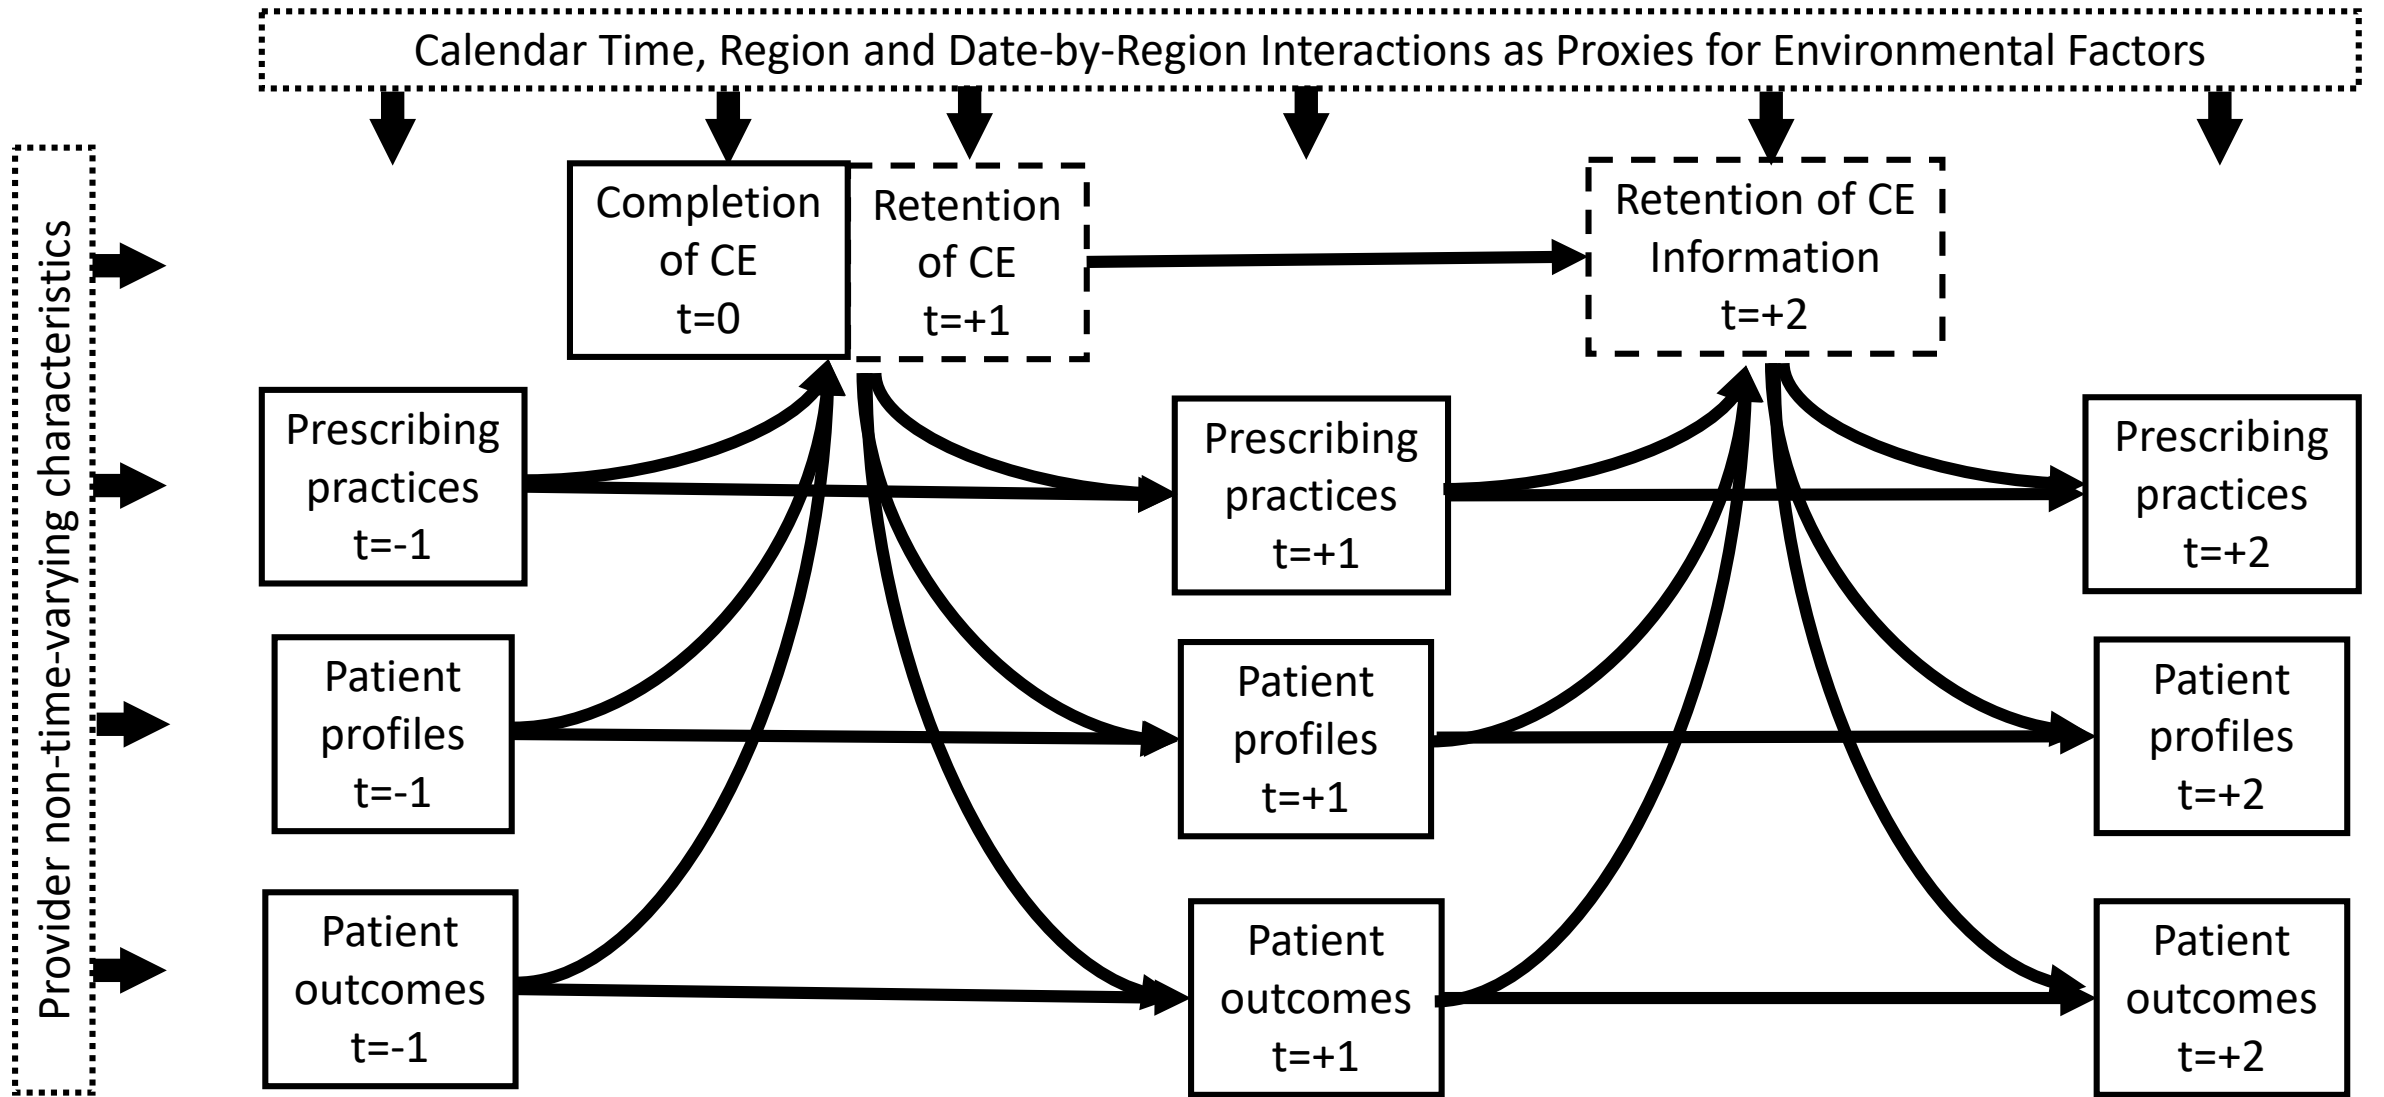 Calendar Time, Region and Date-by-Region Interactions as Proxies for Environmental Factors
Provider non-time-varying characteristics
Completion
of CE
t=0
Retention
of CE
t=+1
Retention of CE
Information
t=+2
Prescribing
practices
t=-1
Prescribing
practices
t=+1
Prescribing
practices
t=+2
Patient
profiles
t=-1
Patient
profiles
t=+1
Patient
profiles
t=+2
Patient
outcomes
t=-1
Patient
outcomes
t=+1
Patient
outcomes
t=+2